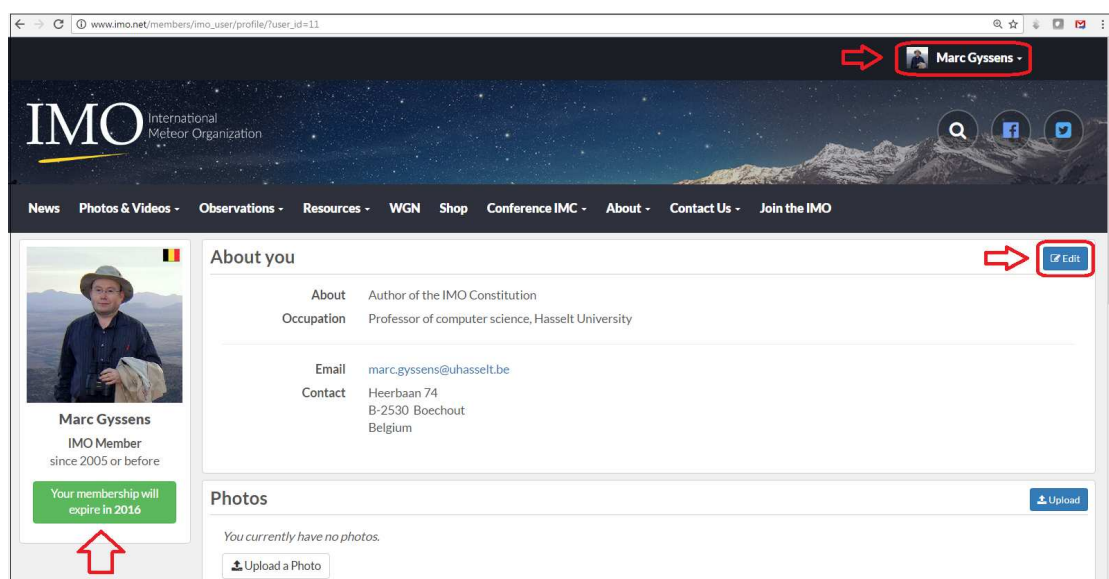 www.imo.net/members/imo_user/profile/?user_id=11
Marc Gyssens
IMO
International
Meteor Organization
News Photos & Videos Observations Resources WGN Shop Conference IMC About Contact Us Join the IMO
About you
Edit
About Author of the IMO Constitution
Occupation Professor of computer science, Hasselt University
Email marc.gyssens@uhasselt.be
Contact Heerbaan 74
B-2530 Boechout
Belgium
Marc Gyssens
IMO Member
since 2005 or before
Your membership will
expire in 2016
Photos
Upload
You currently have no photos.
Upload a Photo